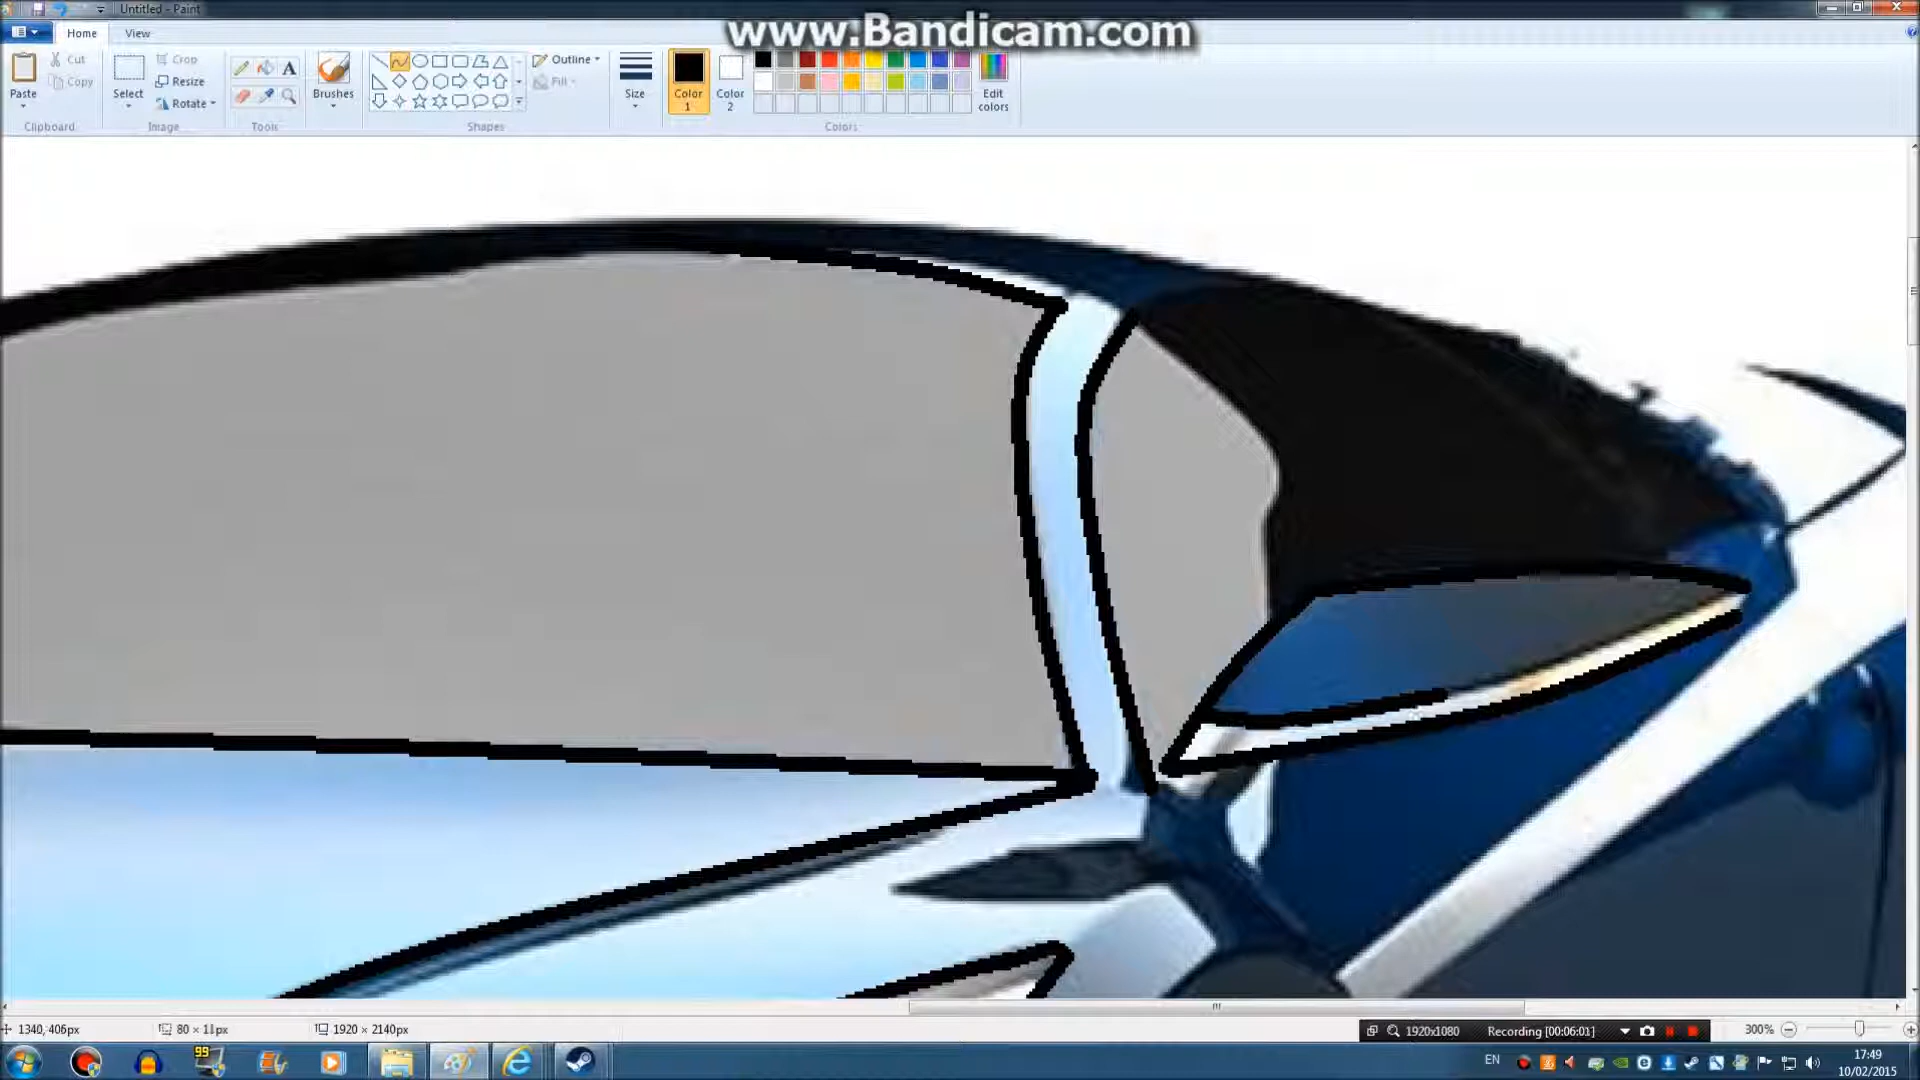 Untitled - Paint
www.Bandicam.com
Home
View
Paste
Cut
Copy
Clipboard
Select
Crop
Resize
Rotate
Image
Tools
Brushes
Shapes
Outline
Fill
Size
Color 1
Color 2
Edit colors
Colors
1340, 406px
80 × 11px
1920 × 2140px
1920x1080
Recording [00:06:01]
300%
99
EN
17:49
10/02/2015